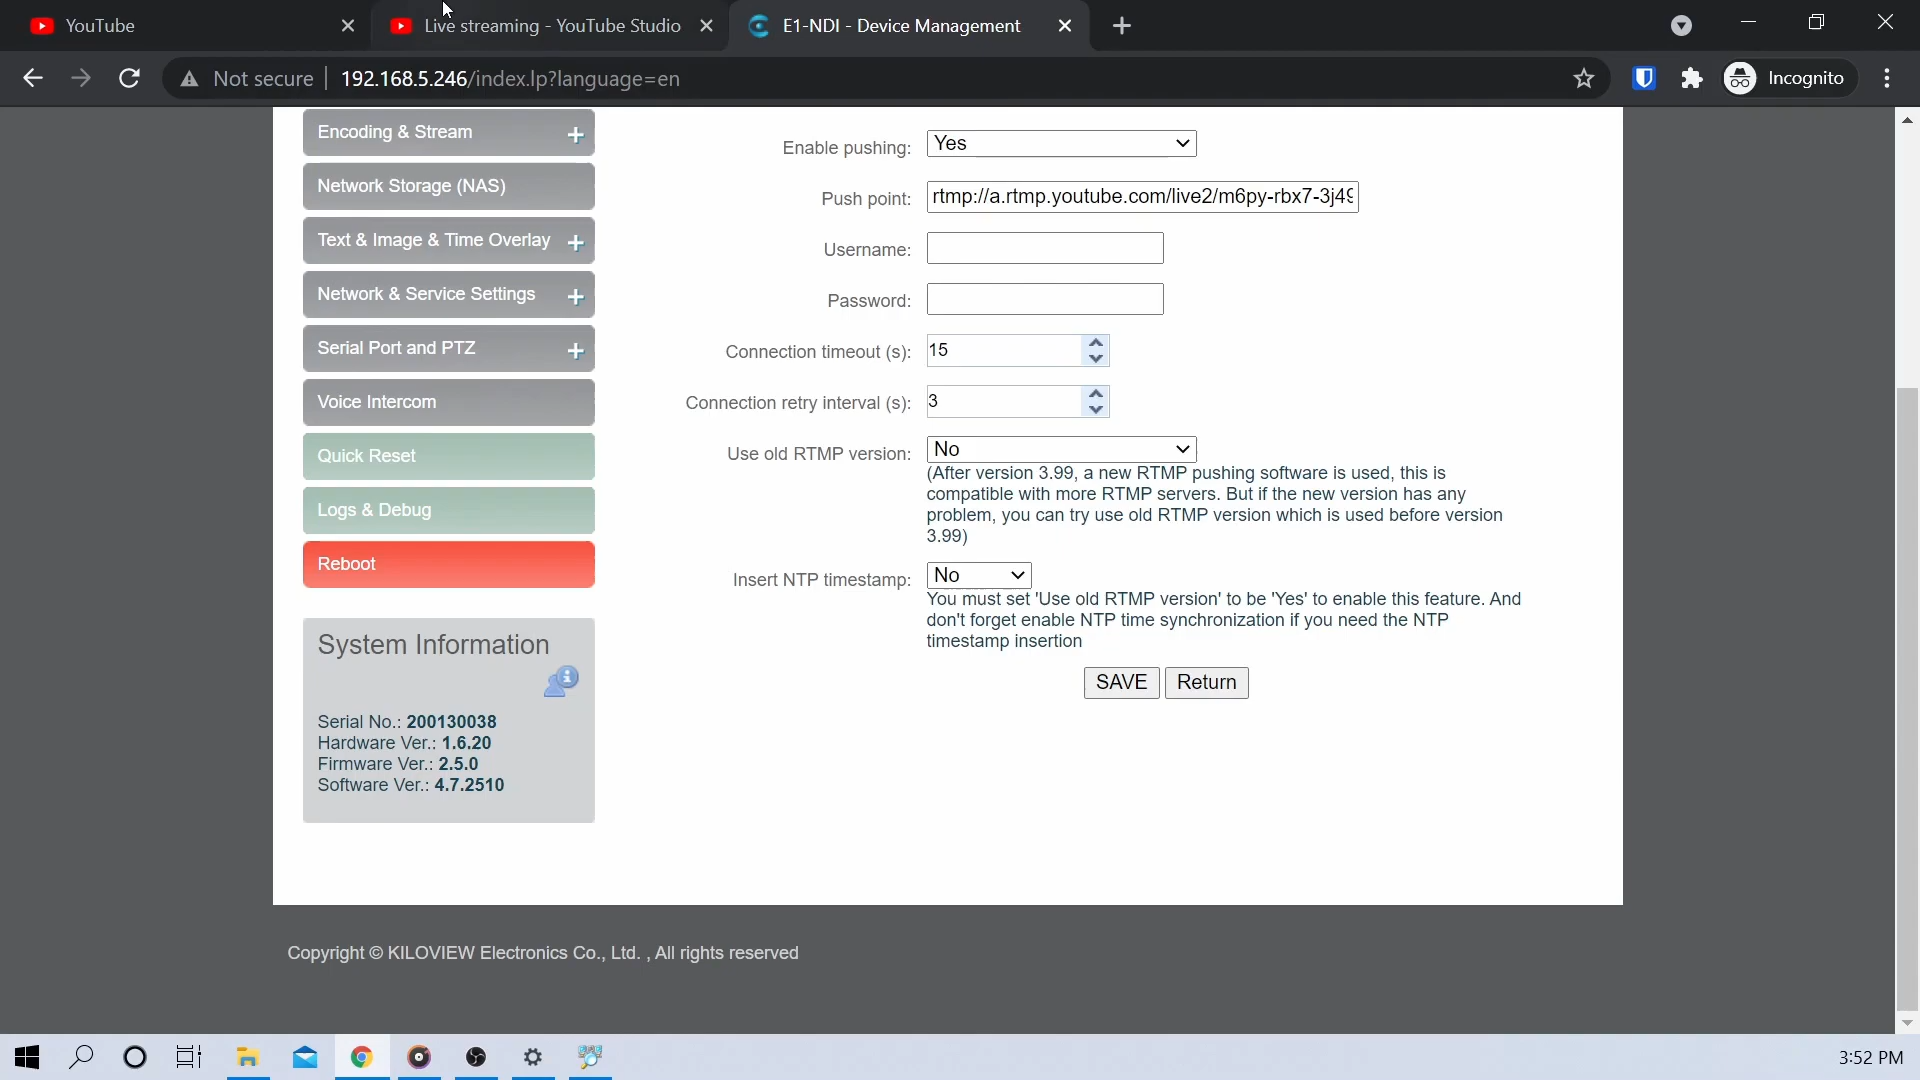 YouTube
Live streaming - YouTube Studio
E1-NDI - Device Management
Not secure
192.168.5.246/index.lp?language=en
Incognito
Encoding & Stream
Network Storage (NAS)
Text & Image & Time Overlay
Network & Service Settings
Serial Port and PTZ
Voice Intercom
Quick Reset
Logs & Debug
Reboot
System Information
Serial No.: 200130038
Hardware Ver.: 1.6.20
Firmware Ver.: 2.5.0
Software Ver.: 4.7.2510
Enable pushing: Yes
Push point: rtmp://a.rtmp.youtube.com/live2/m6py-rbx7-3j49
Username:
Password:
Connection timeout (s): 15
Connection retry interval (s): 3
Use old RTMP version: No
(After version 3.99, a new RTMP pushing software is used, this is
compatible with more RTMP servers. But if the new version has any
problem, you can try use old RTMP version which is used before version
3.99)
Insert NTP timestamp: No
You must set 'Use old RTMP version' to be 'Yes' to enable this feature. And
don't forget enable NTP time synchronization if you need the NTP
timestamp insertion
SAVE
Return
Copyright © KILOVIEW Electronics Co., Ltd. , All rights reserved
3:52 PM